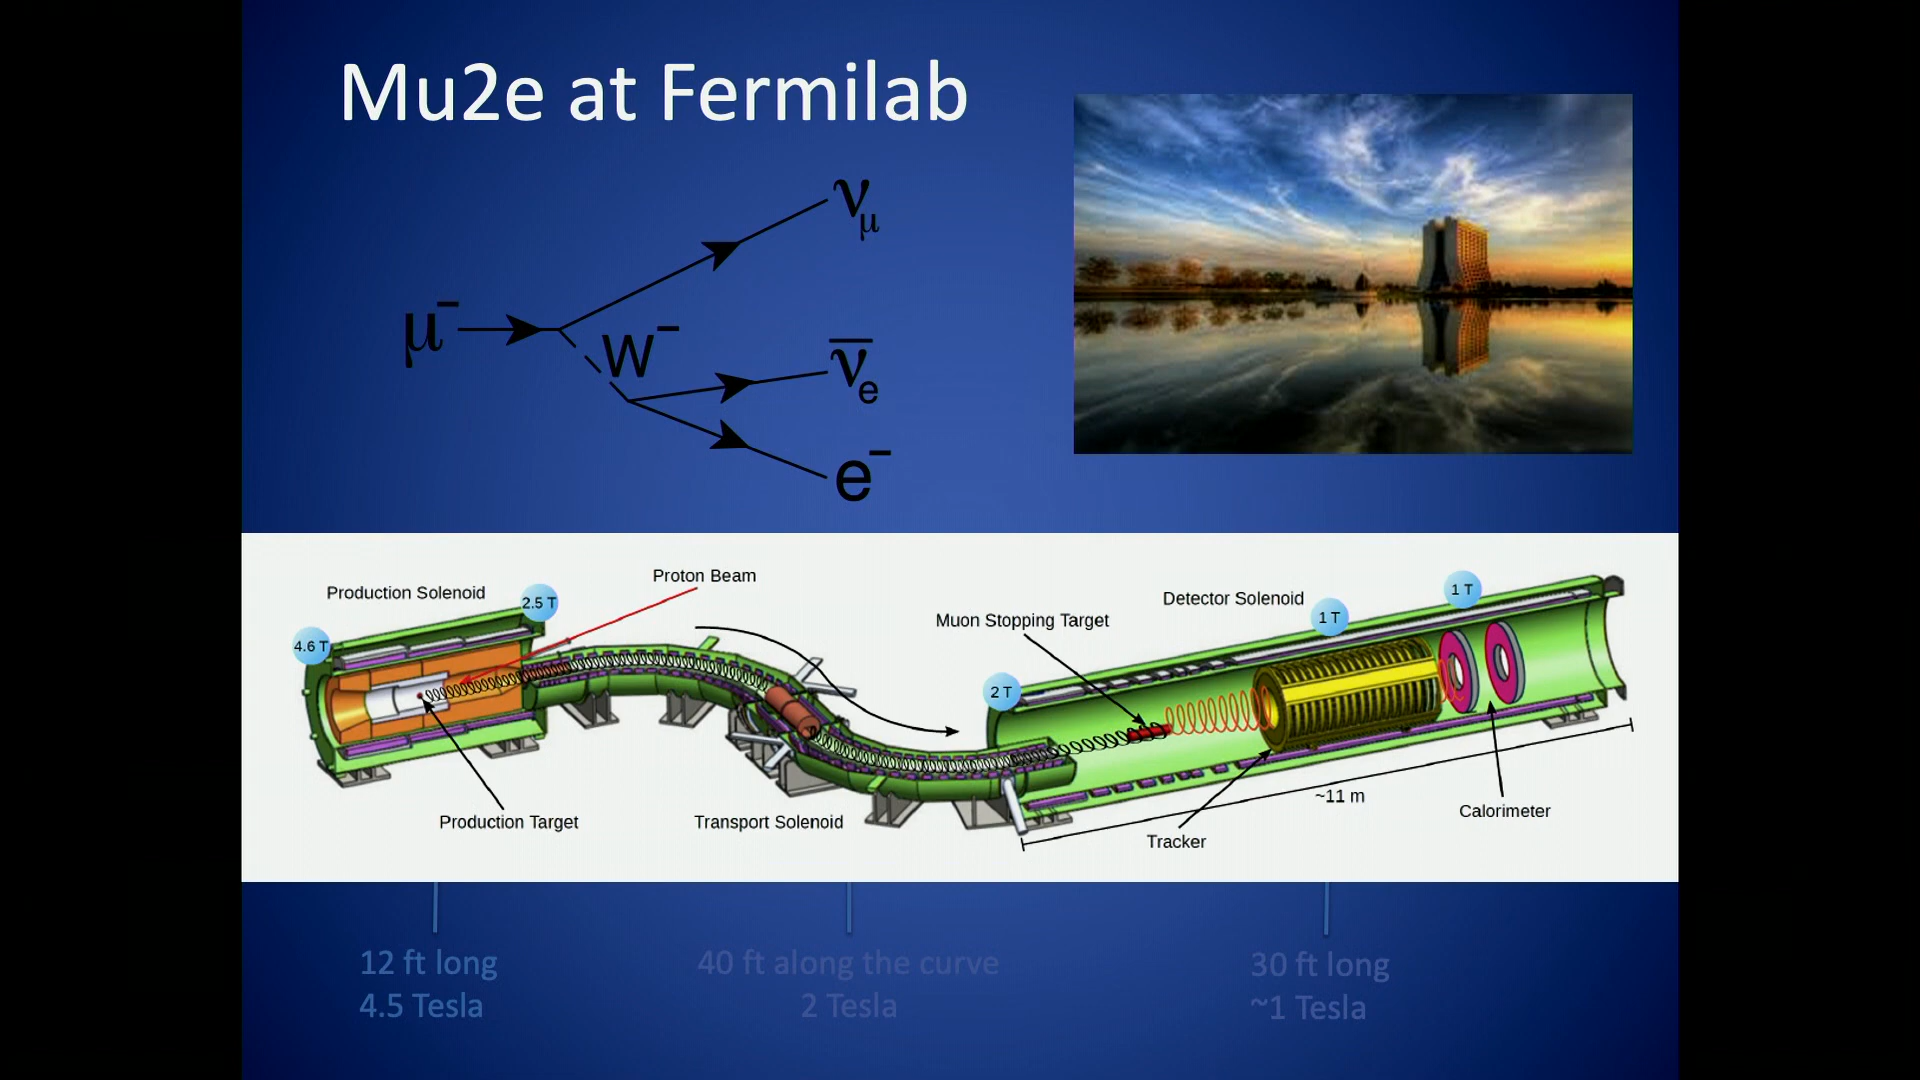 Mu2e at Fermilab
νμ
μ⁻
W⁻
ν̅e
e⁻
Proton Beam
Production Solenoid
2.5 T
4.6 T
1 T
Detector Solenoid
1 T
Muon Stopping Target
2 T
~11 m
Calorimeter
Production Target
Transport Solenoid
Tracker
12 ft long
4.5 Tesla
40 ft along the curve
2 Tesla
30 ft long
~1 Tesla